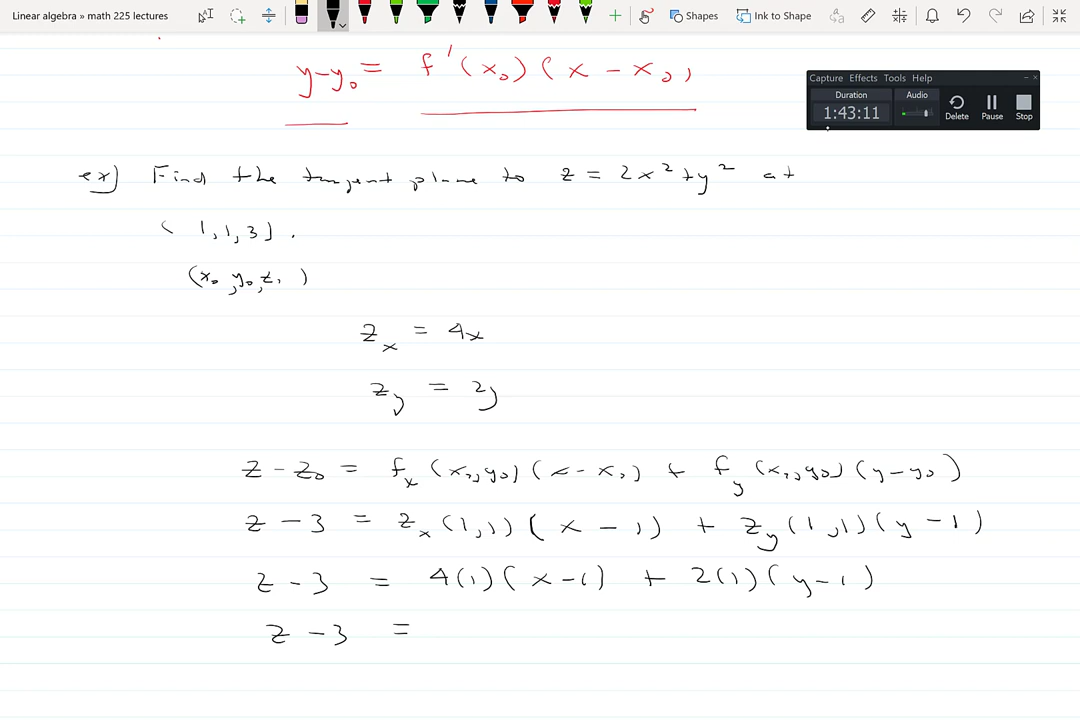 Linear algebra » math 225 lectures
Shapes
Ink to Shape
y-y₀ = f'(x₀)(x - x₀)
Capture Effects Tools Help
Duration
Audio
1:43:11
Delete
Pause
Stop
ex) Find the tangent plane to z = 2x² + y² at
(1,1,3).
(x₀, y₀, z₀)
z_x = 4x
z_y = 2y
z - z₀ = f_x(x₀,y₀)(x - x₀) + f_y(x₀,y₀)(y-y₀)
z - 3 = z_x(1,1)(x - 1) + z_y(1,1)(y - 1)
z - 3 = 4(1)(x-1) + 2(1)(y-1)
z - 3 =